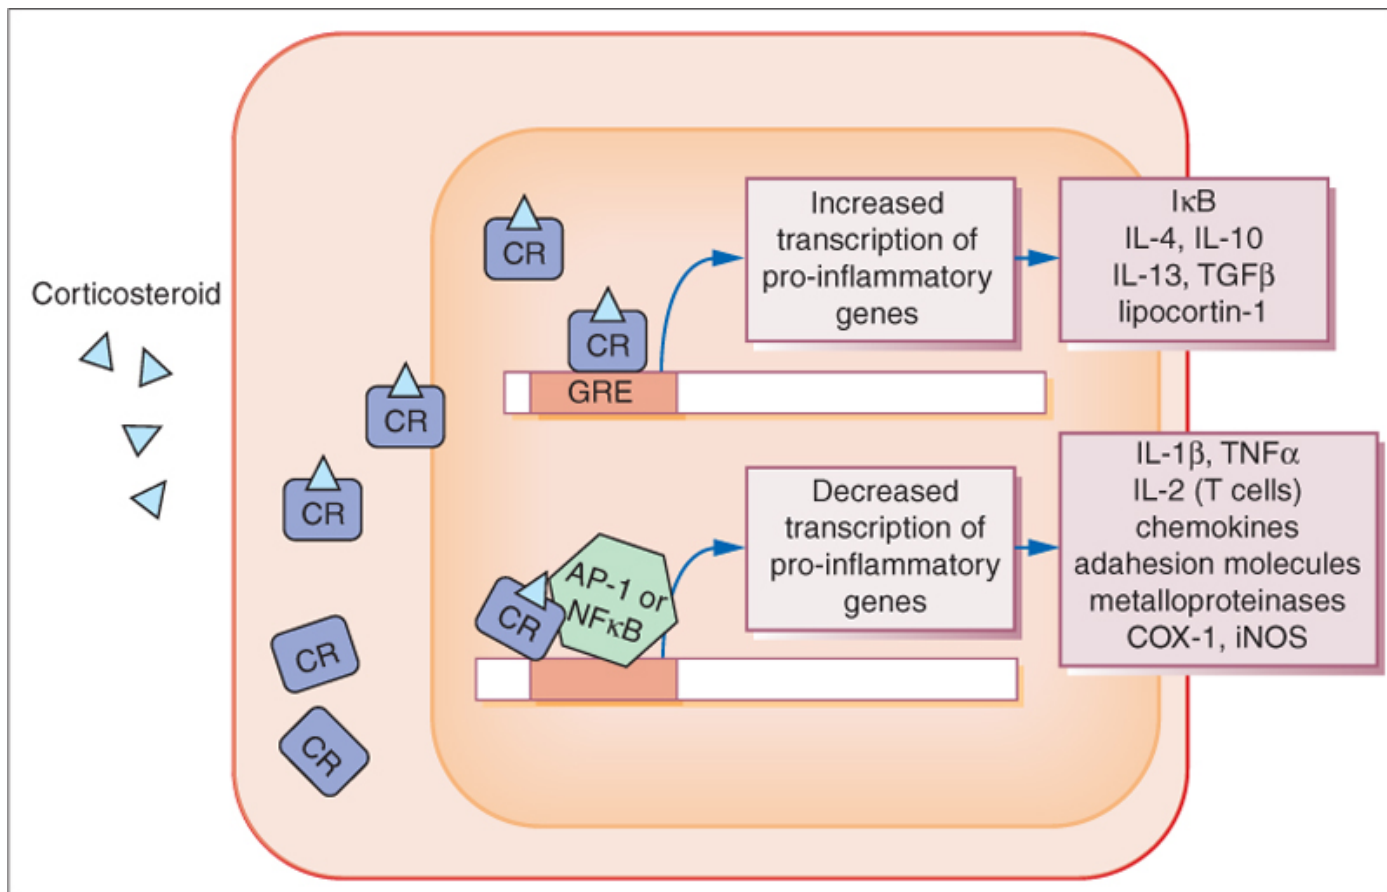 Corticosteroid
CR
CR
CR
CR
CR
CR
GRE
Increased
transcription of
pro-inflammatory
genes
IκB
IL-4, IL-10
IL-13, TGFβ
lipocortin-1
CR
AP-1 or
NFκB
Decreased
transcription of
pro-inflammatory
genes
IL-1β, TNFα
IL-2 (T cells)
chemokines
adahesion molecules
metalloproteinases
COX-1, iNOS